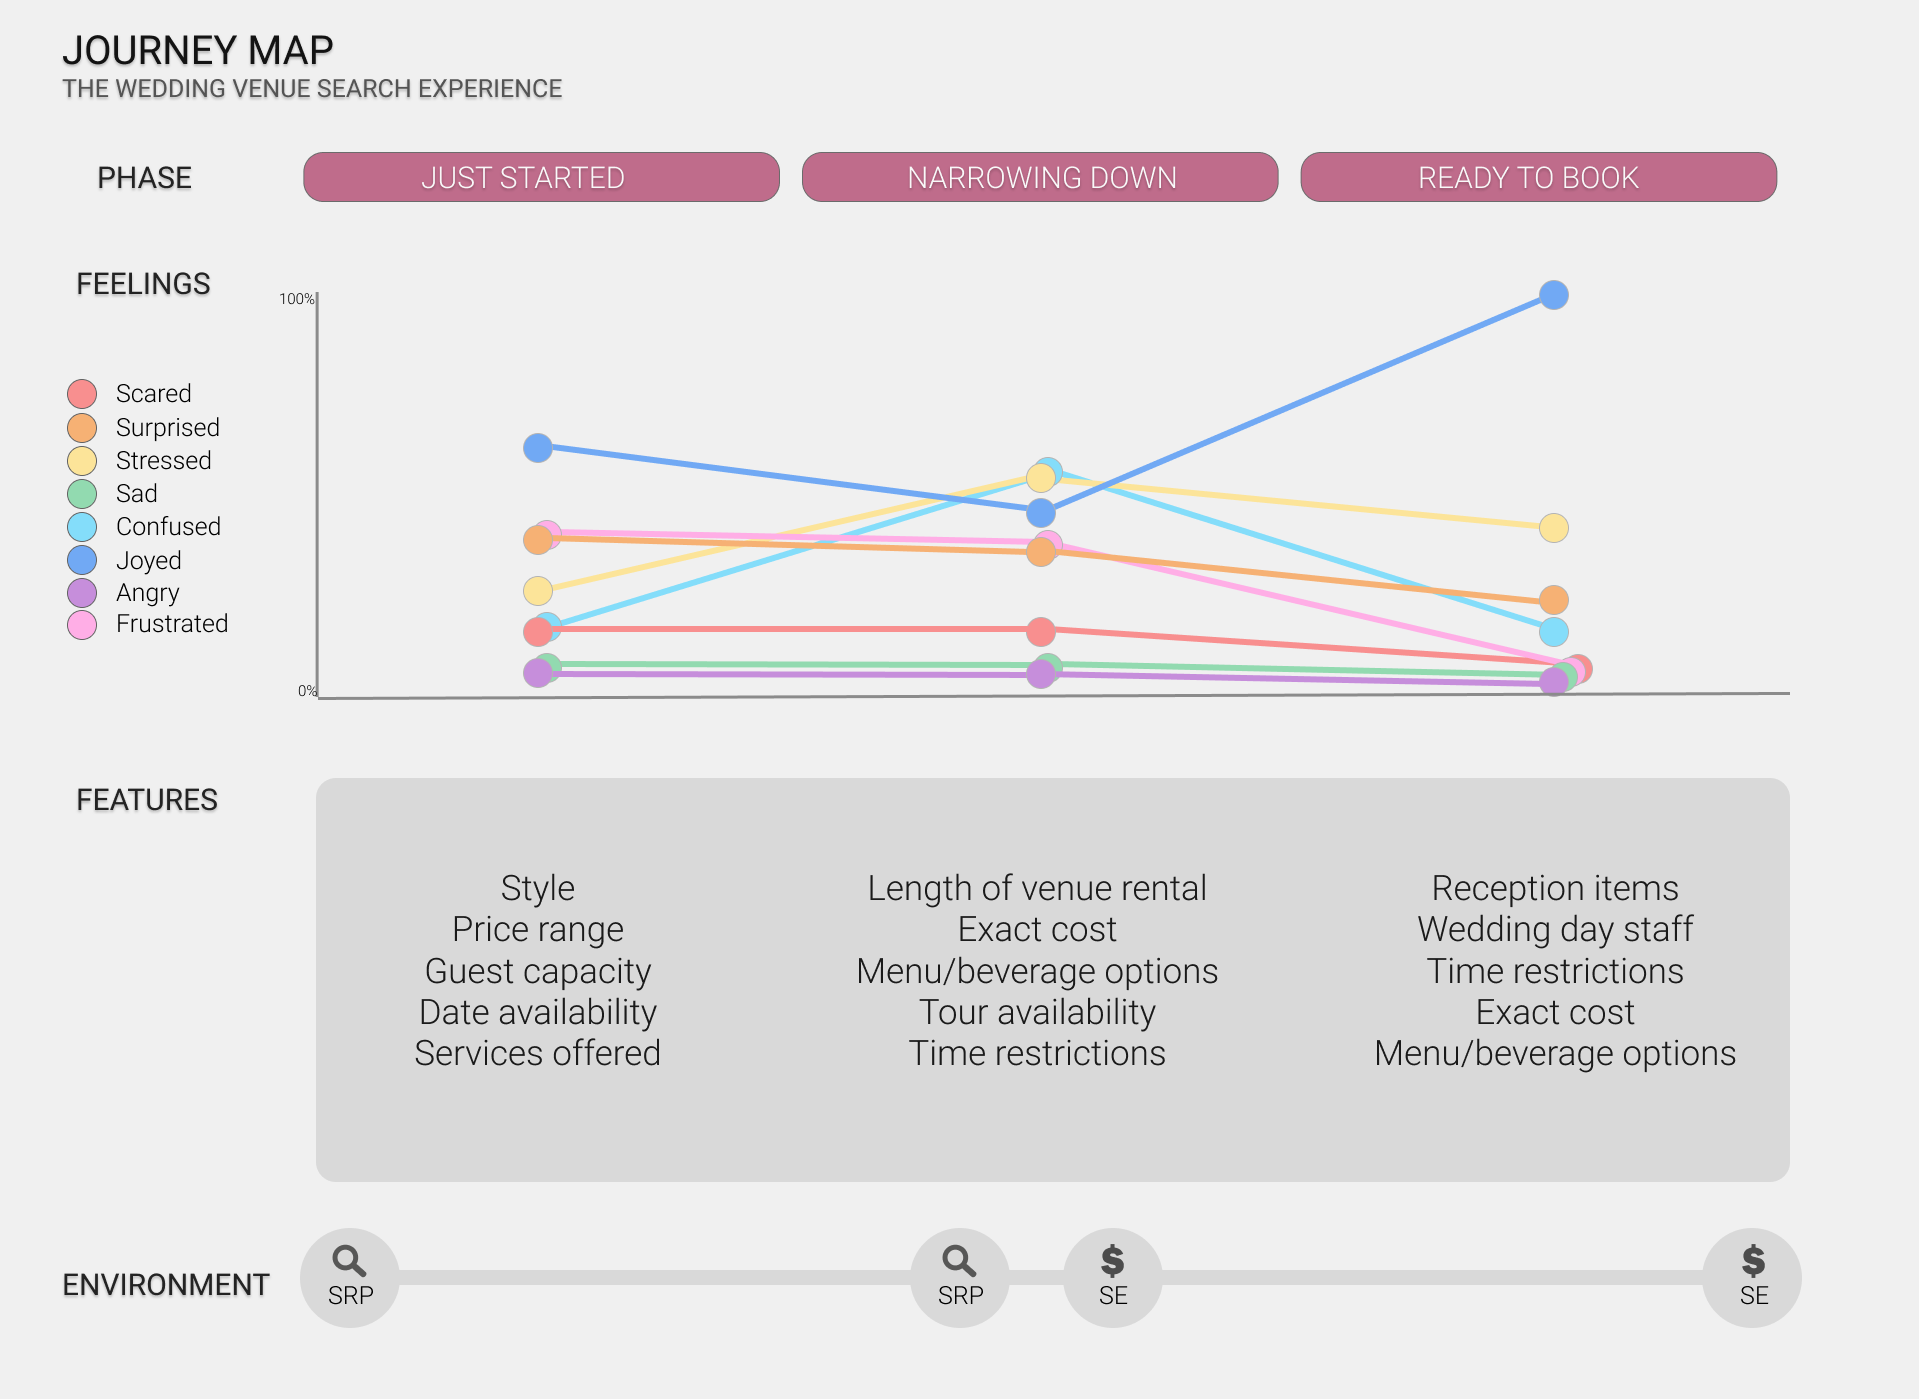 JOURNEY MAP
THE WEDDING VENUE SEARCH EXPERIENCE
PHASE
JUST STARTED
NARROWING DOWN
READY TO BOOK
FEELINGS
100%
0%
Scared
Surprised
Stressed
Sad
Confused
Joyed
Angry
Frustrated
FEATURES
Style
Price range
Guest capacity
Date availability
Services offered
Length of venue rental
Exact cost
Menu/beverage options
Tour availability
Time restrictions
Reception items
Wedding day staff
Time restrictions
Exact cost
Menu/beverage options
ENVIRONMENT
SRP
SRP
$
SE
$
SE